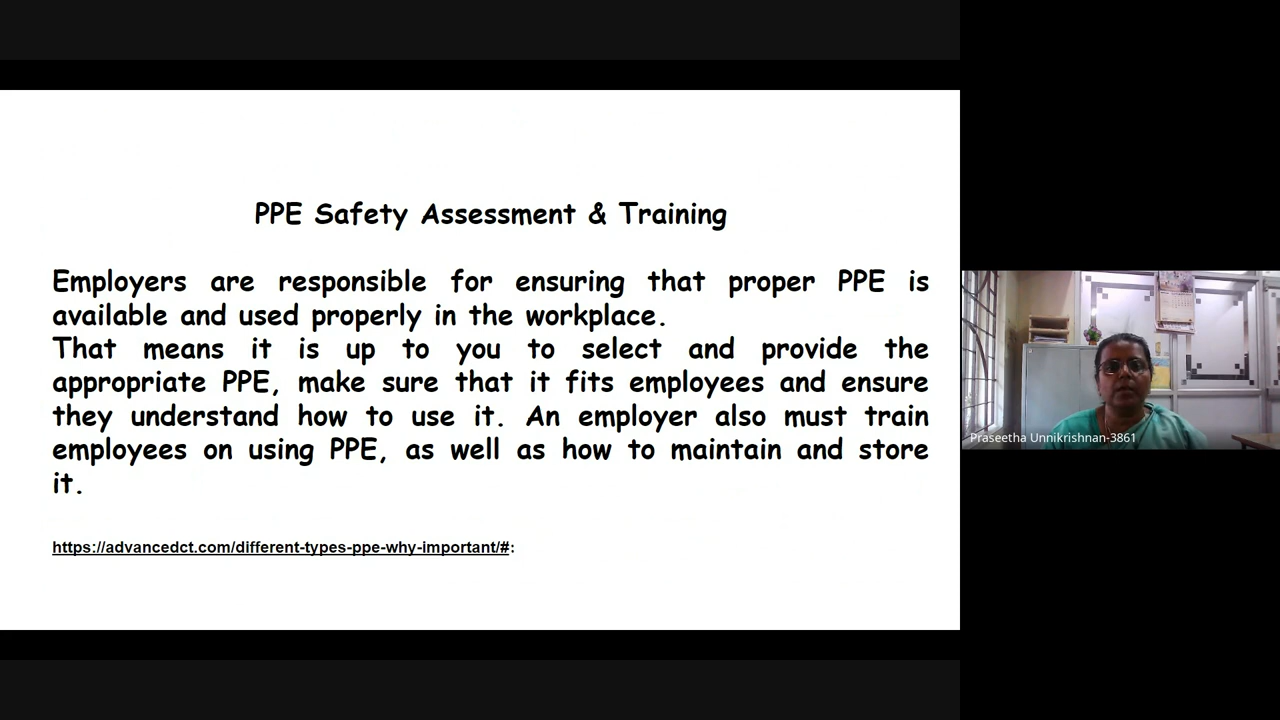 PPE Safety Assessment & Training
Employers are responsible for ensuring that proper PPE is
available and used properly in the workplace.
That means it is up to you to select and provide the
appropriate PPE, make sure that it fits employees and ensure
they understand how to use it. An employer also must train
employees on using PPE, as well as how to maintain and store
it.
https://advancedct.com/different-types-ppe-why-important/#:
Praseetha Unnikrishnan-3861